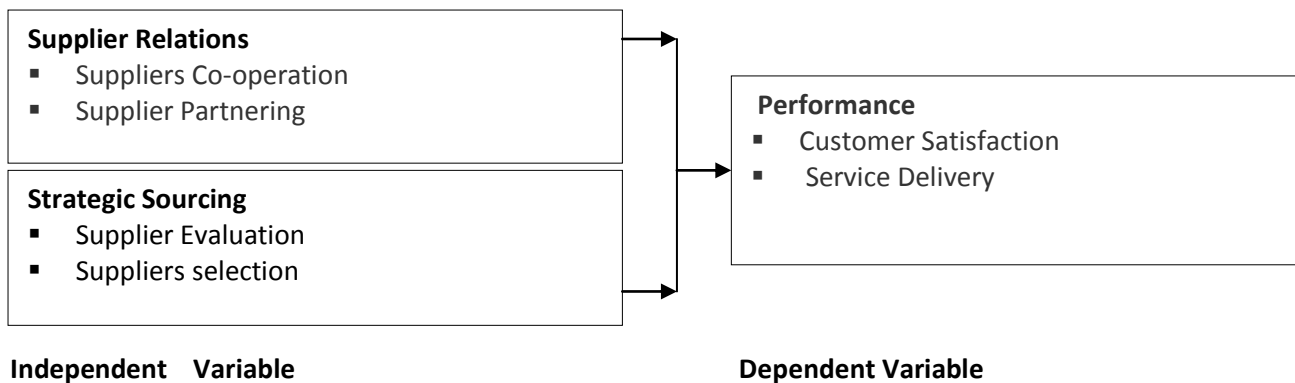 Supplier Relations
▪ Suppliers Co-operation
▪ Supplier Partnering
Strategic Sourcing
▪ Supplier Evaluation
▪ Suppliers selection
Performance
▪ Customer Satisfaction
▪ Service Delivery
Independent Variable
Dependent Variable